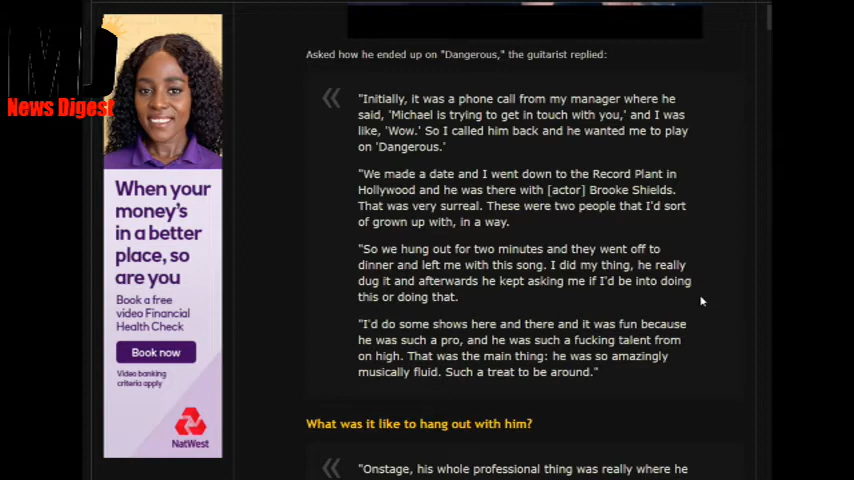 MJ
News Digest
When your
money's
in a better
place, so
are you
Book a free
video Financial
Health Check
Book now
Video banking
criteria apply
NatWest
Asked how he ended up on "Dangerous," the guitarist replied:
"Initially, it was a phone call from my manager where he
said, 'Michael is trying to get in touch with you,' and I was
like, 'Wow.' So I called him back and he wanted me to play
on 'Dangerous.'
"We made a date and I went down to the Record Plant in
Hollywood and he was there with [actor] Brooke Shields.
That was very surreal. These were two people that I'd sort
of grown up with, in a way.
"So we hung out for two minutes and they went off to
dinner and left me with this song. I did my thing, he really
dug it and afterwards he kept asking me if I'd be into doing
this or doing that.
"I'd do some shows here and there and it was fun because
he was such a pro, and he was such a fucking talent from
on high. That was the main thing: he was so amazingly
musically fluid. Such a treat to be around."
What was it like to hang out with him?
"Onstage, his whole professional thing was really where he